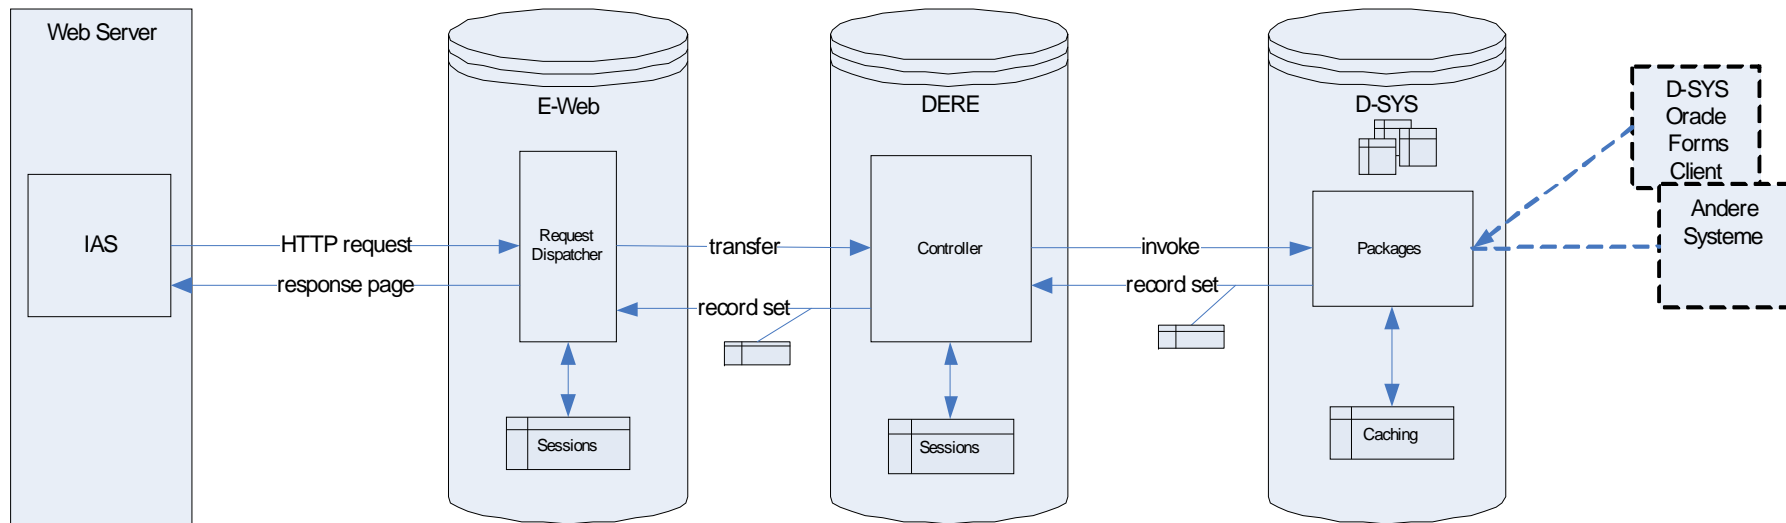 Web Server
IAS
HTTP request
response page
E-Web
Request
Dispatcher
Sessions
transfer
record set
DERE
Controller
Sessions
invoke
record set
D-SYS
Packages
Caching
D-SYS
Oracle
Forms
Client
Andere
Systeme